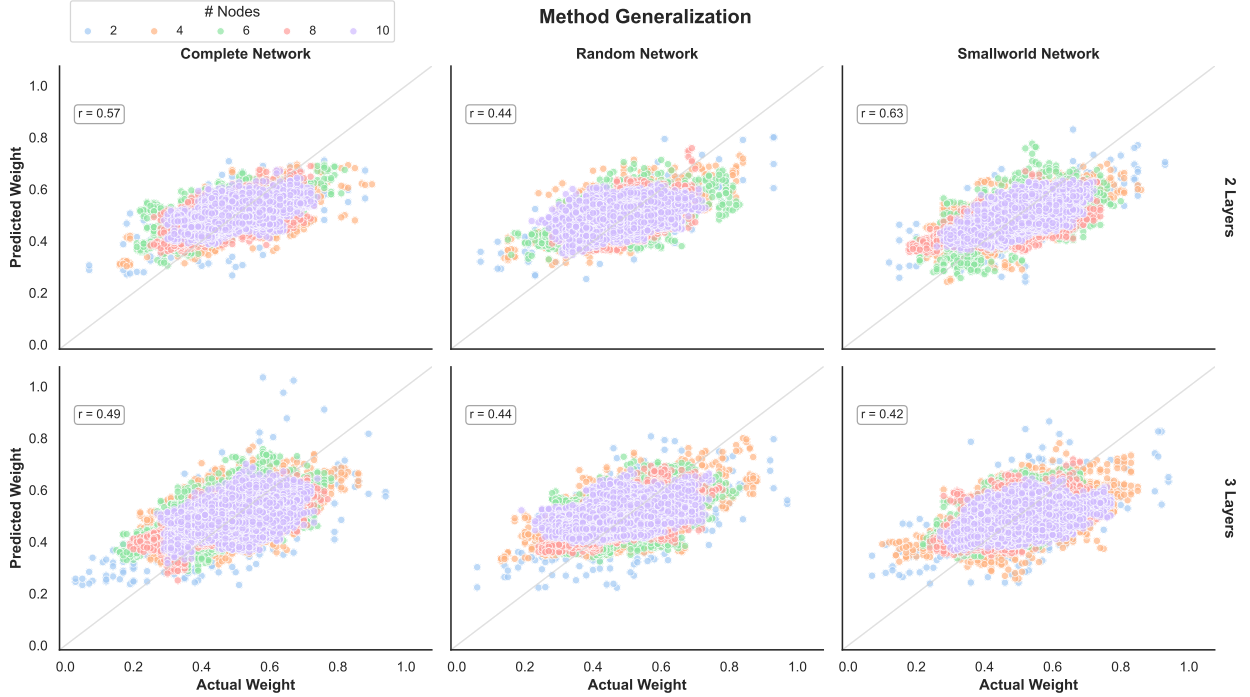 # Nodes
2 4 6 8 10
Method Generalization
Complete Network
Random Network
Smallworld Network
r = 0.57
r = 0.44
r = 0.63
Predicted Weight
1.0
0.8
0.6
0.4
0.2
0.0
2 Layers
r = 0.49
r = 0.44
r = 0.42
Predicted Weight
1.0
0.8
0.6
0.4
0.2
0.0
3 Layers
0.0 0.2 0.4 0.6 0.8 1.0
0.0 0.2 0.4 0.6 0.8 1.0
0.0 0.2 0.4 0.6 0.8 1.0
Actual Weight
Actual Weight
Actual Weight